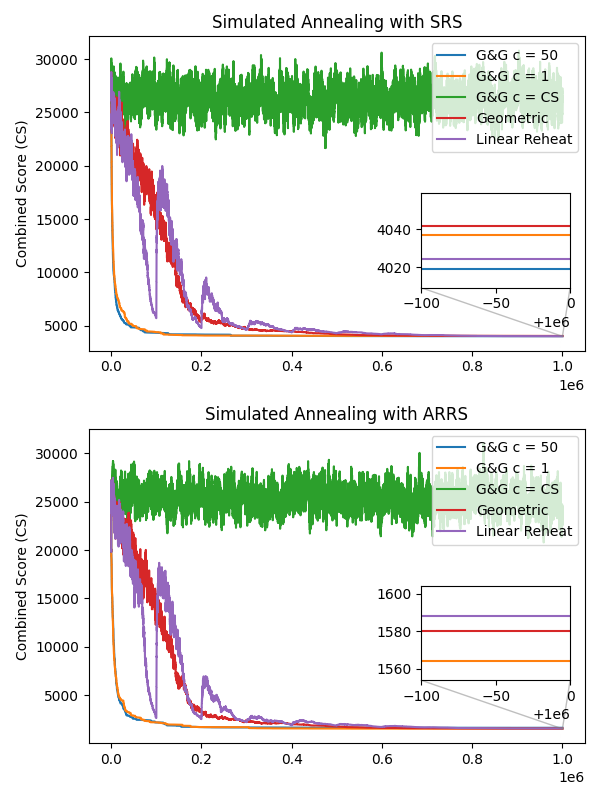 Simulated Annealing with SRS
Combined Score (CS)
30000
25000
20000
15000
10000
5000
G&G c = 50
G&G c = 1
G&G c = CS
Geometric
Linear Reheat
4040
4020
−100
−50
0
+1e6
0.0
0.2
0.4
0.6
0.8
1.0
1e6
Simulated Annealing with ARRS
Combined Score (CS)
30000
25000
20000
15000
10000
5000
G&G c = 50
G&G c = 1
G&G c = CS
Geometric
Linear Reheat
1600
1580
1560
−100
−50
0
+1e6
0.0
0.2
0.4
0.6
0.8
1.0
1e6